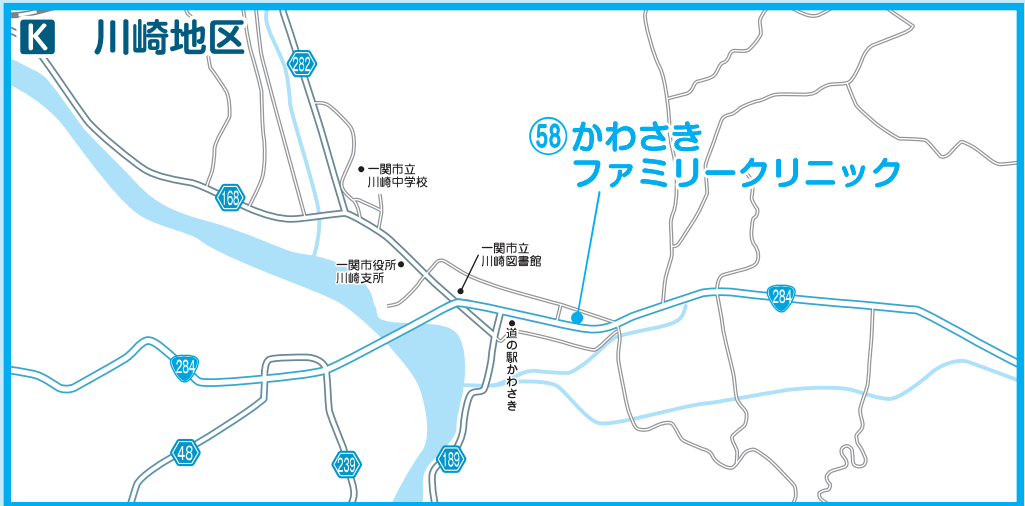 K 川崎地区
282
58 かわさき
ファミリークリニック
一関市立
川崎中学校
168
一関市立
川崎図書館
一関市役所
川崎支所
284
道の駅かわさき
284
48
239
189